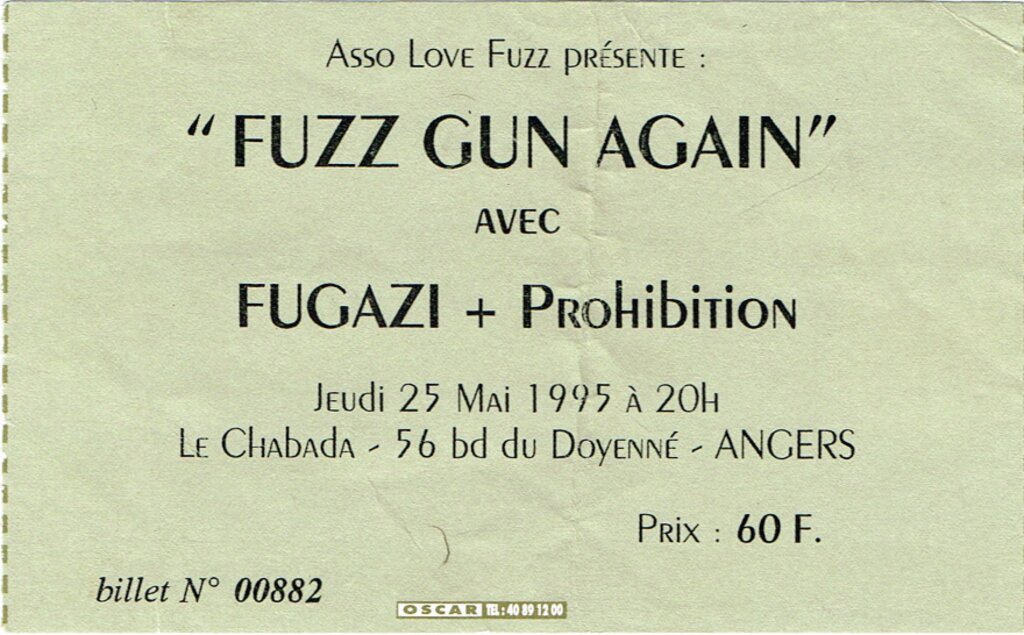 Asso Love Fuzz présente :
“FUZZ GUN AGAIN”
AVEC
FUGAZI + Prohibition
Jeudi 25 Mai 1995 à 20h
Le Chabada - 56 bd du Doyenné - ANGERS
Prix : 60 F.
billet N° 00882
OSCAR TEL : 40 89 12 00